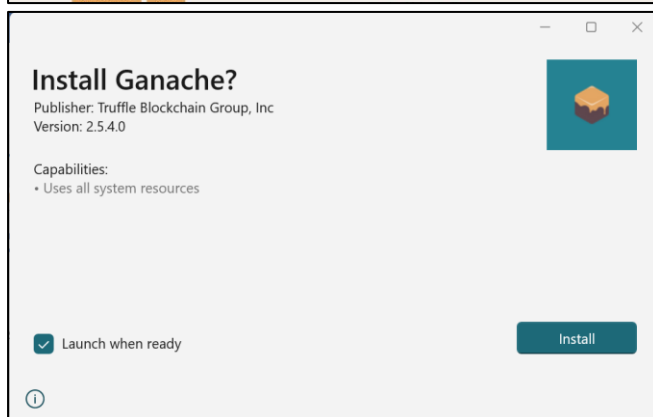 Install Ganache?
Publisher: Truffle Blockchain Group, Inc
Version: 2.5.4.0
Capabilities:
• Uses all system resources
Launch when ready
Install